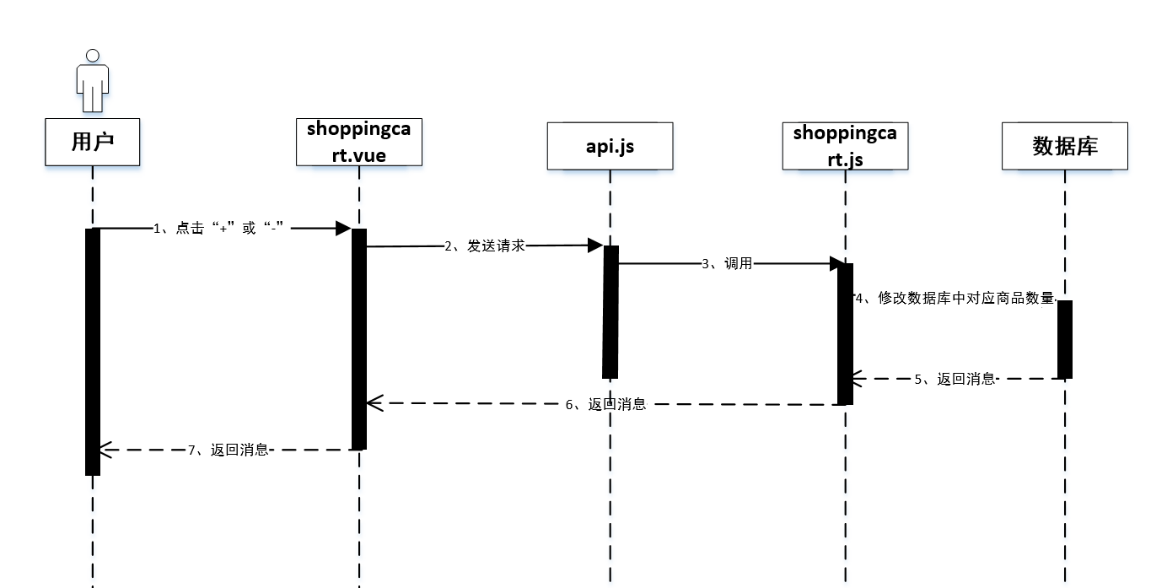 用户
shoppingca
rt.vue
api.js
shoppingca
rt.js
数据库
1、点击“+”或“-”
2、发送请求
3、调用
4、修改数据库中对应商品数量
5、返回消息
6、返回消息
7、返回消息